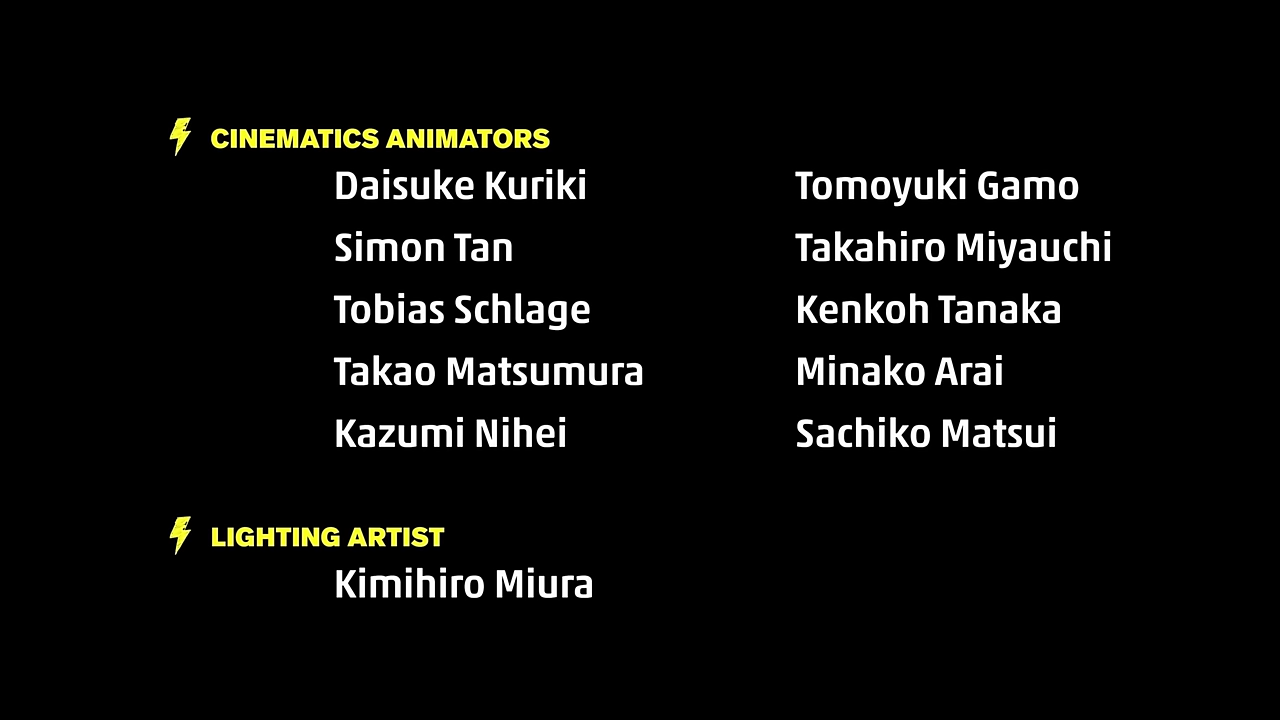 CINEMATICS ANIMATORS
Daisuke Kuriki Tomoyuki Gamo
Simon Tan Takahiro Miyauchi
Tobias Schlage Kenkoh Tanaka
Takao Matsumura Minako Arai
Kazumi Nihei Sachiko Matsui
LIGHTING ARTIST
Kimihiro Miura